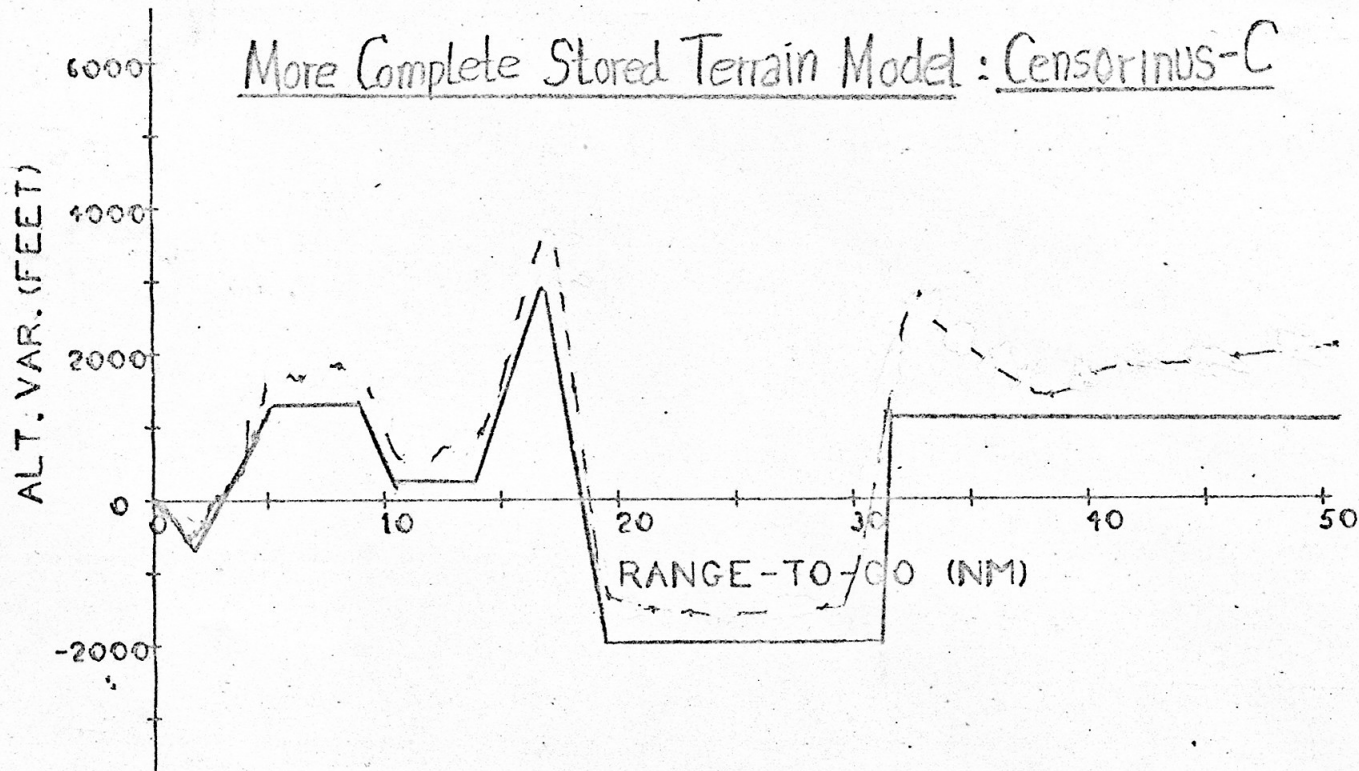 More Complete Stored Terrain Model : Censorinus-C
6000
ALT. VAR. (FEET)
4000
2000
0
0 10 20 30 40 50
RANGE-TO-GO (NM)
-2000